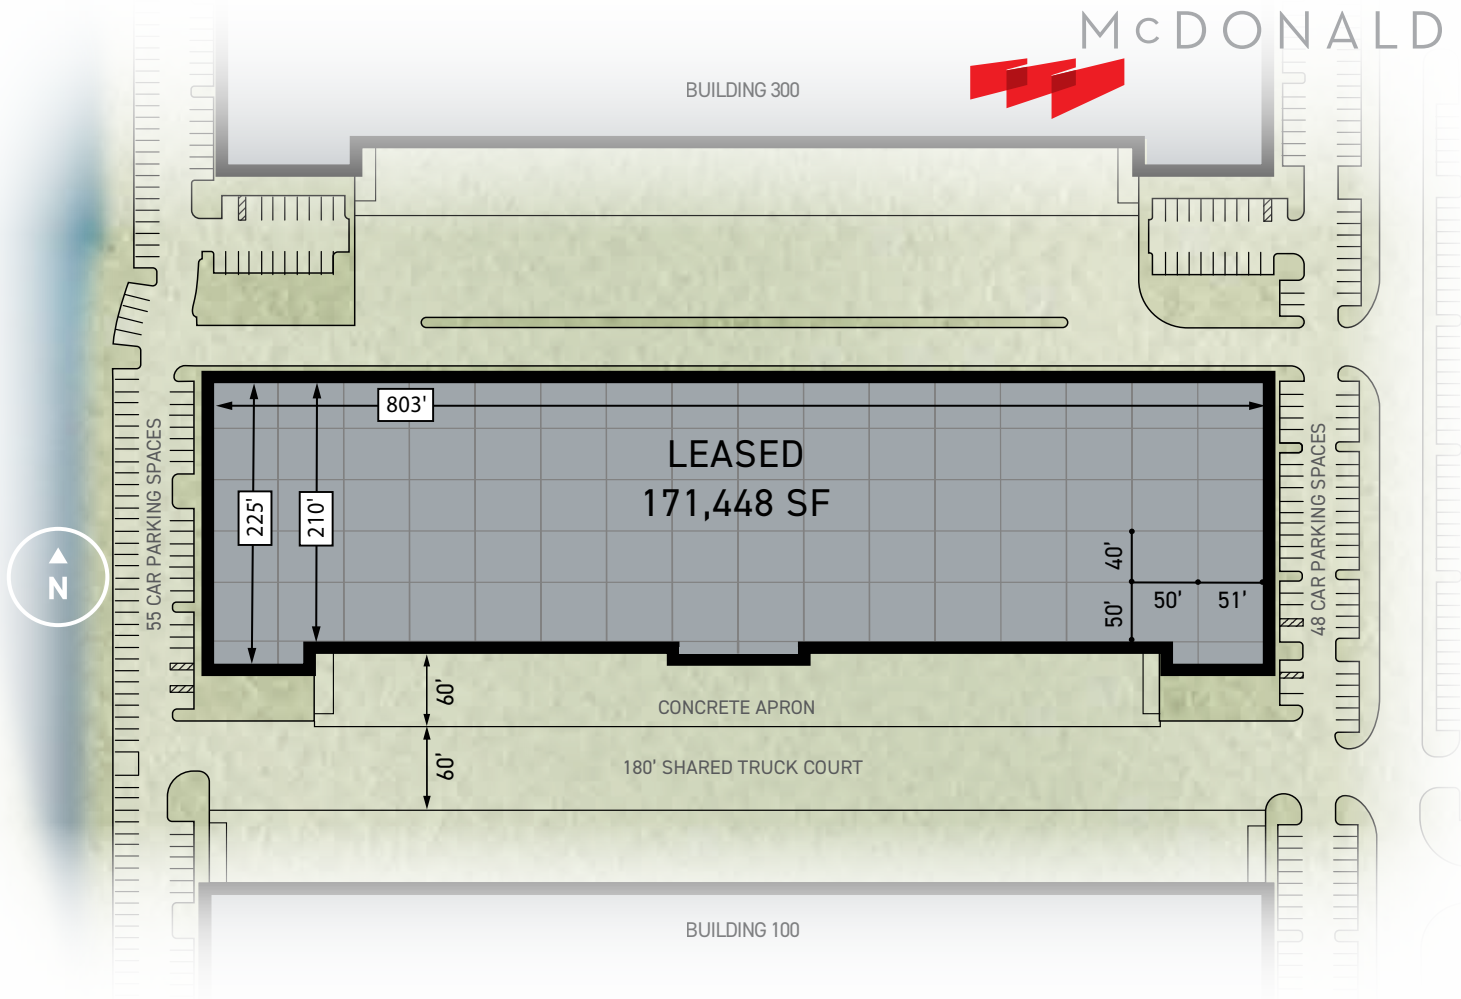 McDONALD
BUILDING 300
803'
LEASED
171,448 SF
225'
210'
40'
50'
50'
51'
55 CAR PARKING SPACES
48 CAR PARKING SPACES
N
60'
CONCRETE APRON
60'
180' SHARED TRUCK COURT
BUILDING 100